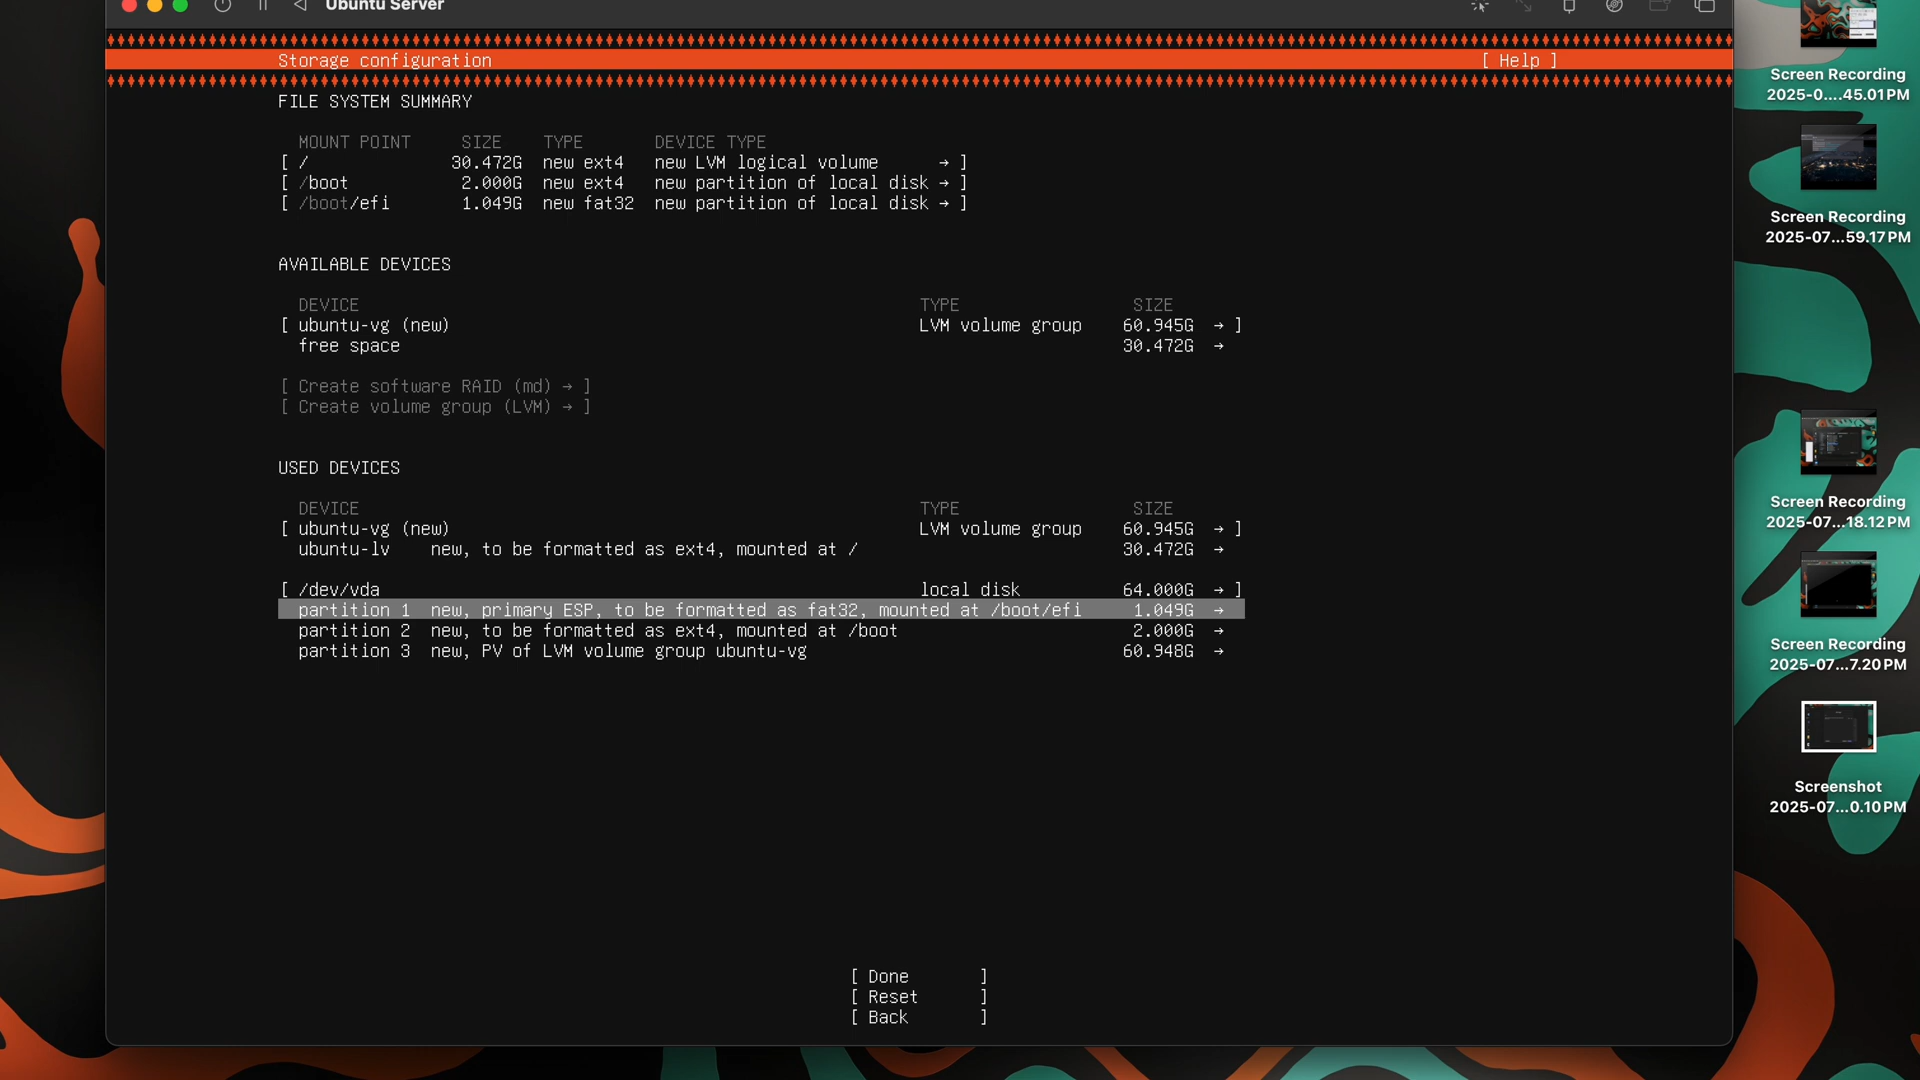 Ubuntu Server
Storage configuration [ Help ]
FILE SYSTEM SUMMARY
MOUNT POINT SIZE TYPE DEVICE TYPE
[ / 30.472G new ext4 new LVM logical volume → ]
[ /boot 2.000G new ext4 new partition of local disk → ]
[ /boot/efi 1.049G new fat32 new partition of local disk → ]
AVAILABLE DEVICES
DEVICE TYPE SIZE
[ ubuntu-vg (new) LVM volume group 60.945G → ]
free space 30.472G →
[ Create software RAID (md) → ]
[ Create volume group (LVM) → ]
USED DEVICES
DEVICE TYPE SIZE
[ ubuntu-vg (new) LVM volume group 60.945G → ]
ubuntu-lv new, to be formatted as ext4, mounted at / 30.472G →
[ /dev/vda local disk 64.000G → ]
partition 1 new, primary ESP, to be formatted as fat32, mounted at /boot/efi 1.049G →
partition 2 new, to be formatted as ext4, mounted at /boot 2.000G →
partition 3 new, PV of LVM volume group ubuntu-vg 60.948G →
[ Done ]
[ Reset ]
[ Back ]
Screen Recording
2025-0....45.01 PM
Screen Recording
2025-07...59.17 PM
Screen Recording
2025-07...18.12 PM
Screen Recording
2025-07...7.20 PM
Screenshot
2025-07...0.10 PM